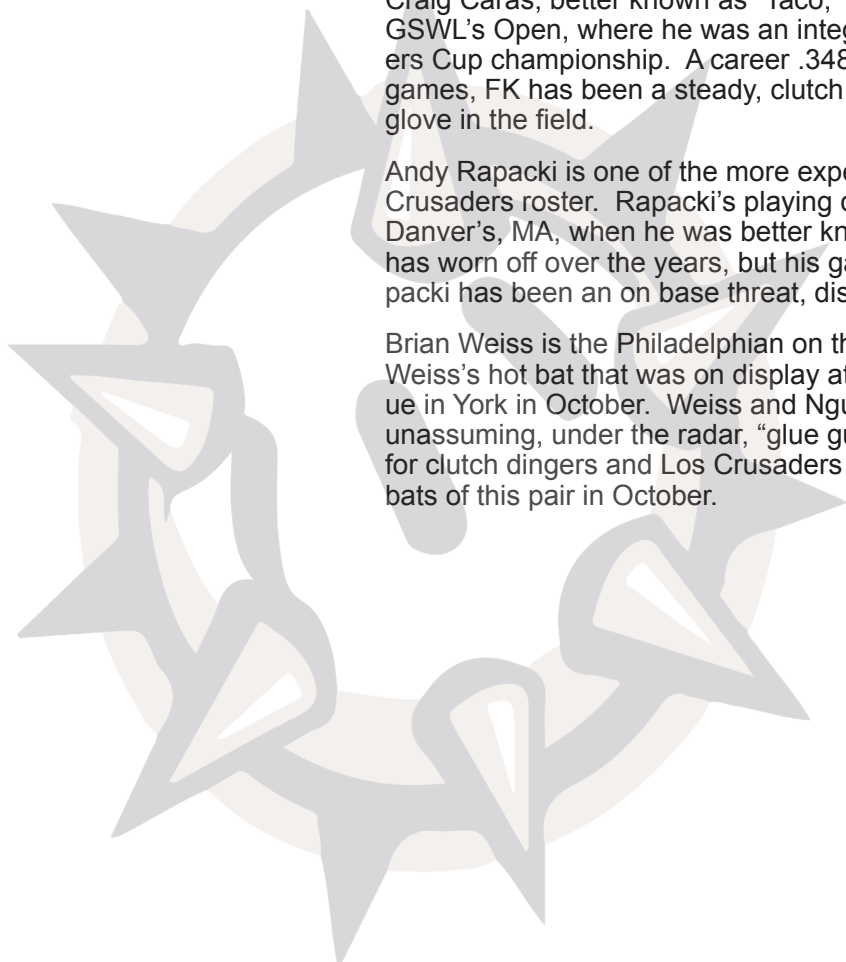 Craig Caras, better known as “Taco,”
GSWL’s Open, where he was an integ
ers Cup championship.  A career .348
games, FK has been a steady, clutch
glove in the field.
Andy Rapacki is one of the more expe
Crusaders roster.  Rapacki’s playing c
Danver’s, MA, when he was better kn
has worn off over the years, but his ga
packi has been an on base threat, dis
Brian Weiss is the Philadelphian on th
Weiss’s hot bat that was on display at
ue in York in October.  Weiss and Ngu
unassuming, under the radar, “glue gu
for clutch dingers and Los Crusaders
bats of this pair in October.